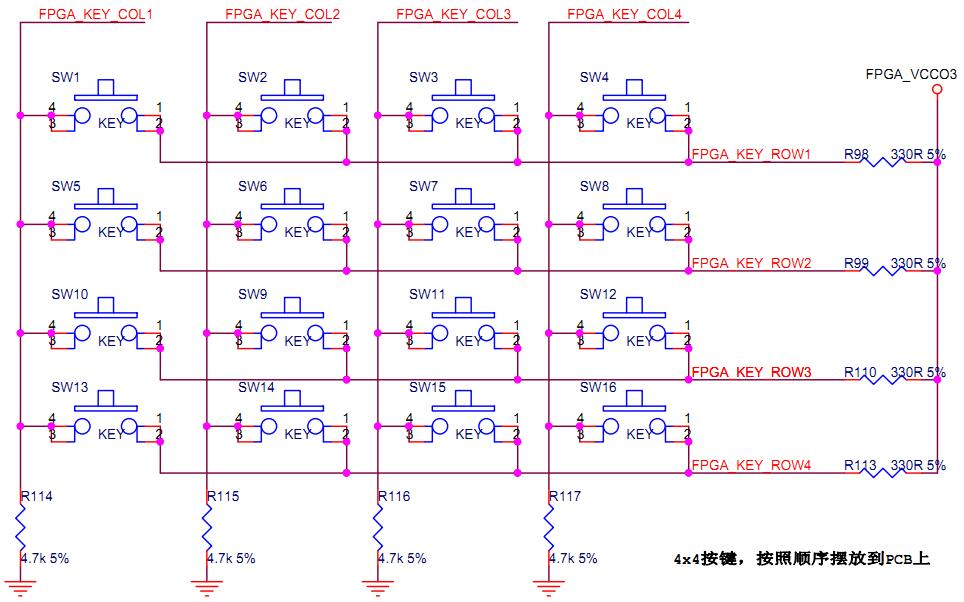 FPGA_KEY_COL1 FPGA_KEY_COL2 FPGA_KEY_COL3 FPGA_KEY_COL4
FPGA_VCCO3
SW1 SW2 SW3 SW4
4 1 4 1 4 1 4 1
3 KEY 2 3 KEY 2 3 KEY 2 3 KEY 2
FPGA_KEY_ROW1 R98 330R 5%
SW5 SW6 SW7 SW8
4 1 4 1 4 1 4 1
3 KEY 2 3 KEY 2 3 KEY 2 3 KEY 2
FPGA_KEY_ROW2 R99 330R 5%
SW10 SW9 SW11 SW12
4 1 4 1 4 1 4 1
3 KEY 2 3 KEY 2 3 KEY 2 3 KEY 2
FPGA_KEY_ROW3 R110 330R 5%
SW13 SW14 SW15 SW16
4 1 4 1 4 1 4 1
3 KEY 2 3 KEY 2 3 KEY 2 3 KEY 2
FPGA_KEY_ROW4 R113 330R 5%
R114 R115 R116 R117
4.7k 5% 4.7k 5% 4.7k 5% 4.7k 5%
4x4按键，按照顺序摆放到PCB上